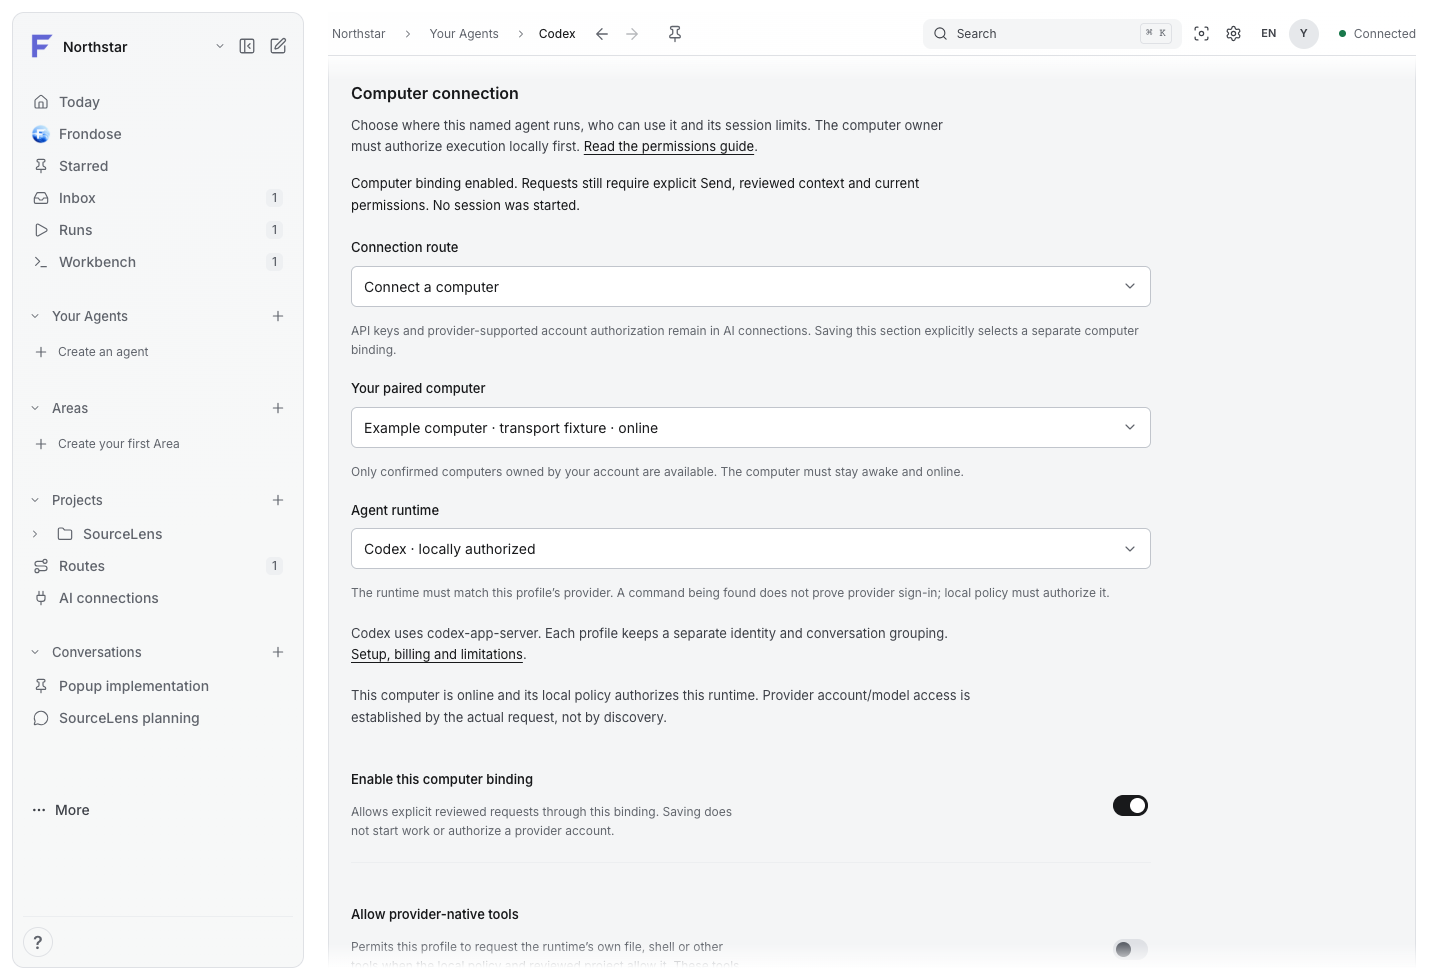 Northstar
Today
Frondose
Starred
Inbox 1
Runs 1
Workbench 1
Your Agents
Create an agent
Areas
Create your first Area
Projects
SourceLens
Routes 1
AI connections
Conversations
Popup implementation
SourceLens planning
More
?
Northstar > Your Agents > Codex
Search ⌘ K
EN
Y
Connected
Computer connection
Choose where this named agent runs, who can use it and its session limits. The computer owner
must authorize execution locally first. Read the permissions guide.
Computer binding enabled. Requests still require explicit Send, reviewed context and current
permissions. No session was started.
Connection route
Connect a computer
API keys and provider-supported account authorization remain in AI connections. Saving this section explicitly selects a separate computer
binding.
Your paired computer
Example computer · transport fixture · online
Only confirmed computers owned by your account are available. The computer must stay awake and online.
Agent runtime
Codex · locally authorized
The runtime must match this profile’s provider. A command being found does not prove provider sign-in; local policy must authorize it.
Codex uses codex-app-server. Each profile keeps a separate identity and conversation grouping.
Setup, billing and limitations.
This computer is online and its local policy authorizes this runtime. Provider account/model access is
established by the actual request, not by discovery.
Enable this computer binding
Allows explicit reviewed requests through this binding. Saving does
not start work or authorize a provider account.
Allow provider-native tools
Permits this profile to request the runtime’s own file, shell or other
tools when the local policy and reviewed project allow it. These tools